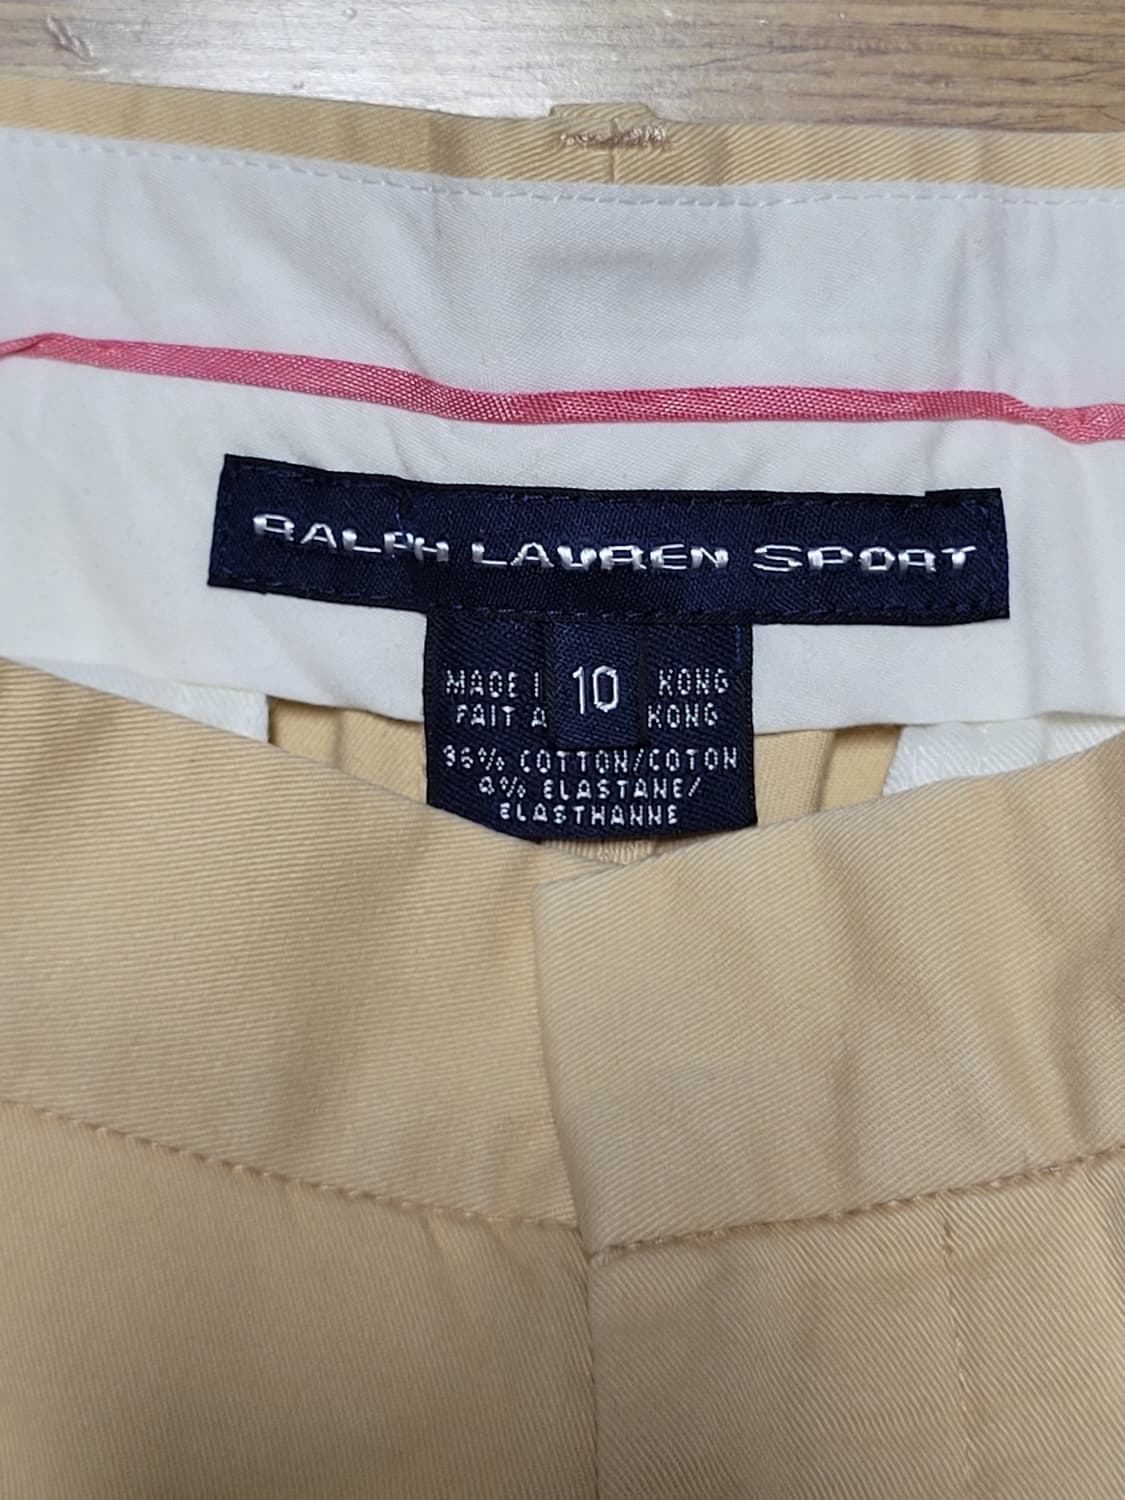 RALPH LAUREN SPORT
10
MADE I KONG
FAIT A KONG
96% COTTON/COTON
4% ELASTANE/
ELASTHANNE